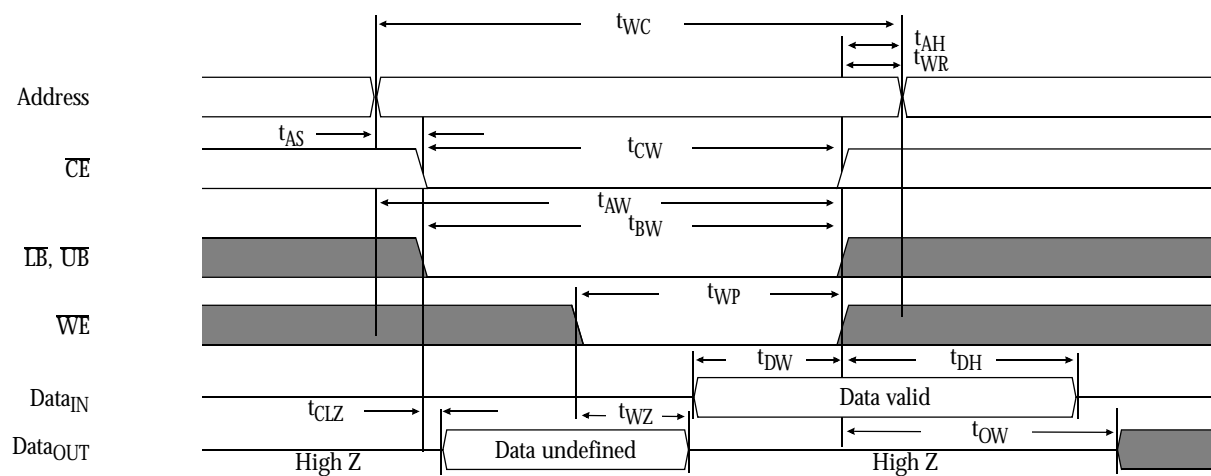 tWC
tAH
tWR
Address
tAS
tCW
CE
tAW
tBW
LB, UB
tWP
WE
tDW
tDH
DataIN
Data valid
tCLZ
tWZ
tOW
DataOUT
High Z
Data undefined
High Z